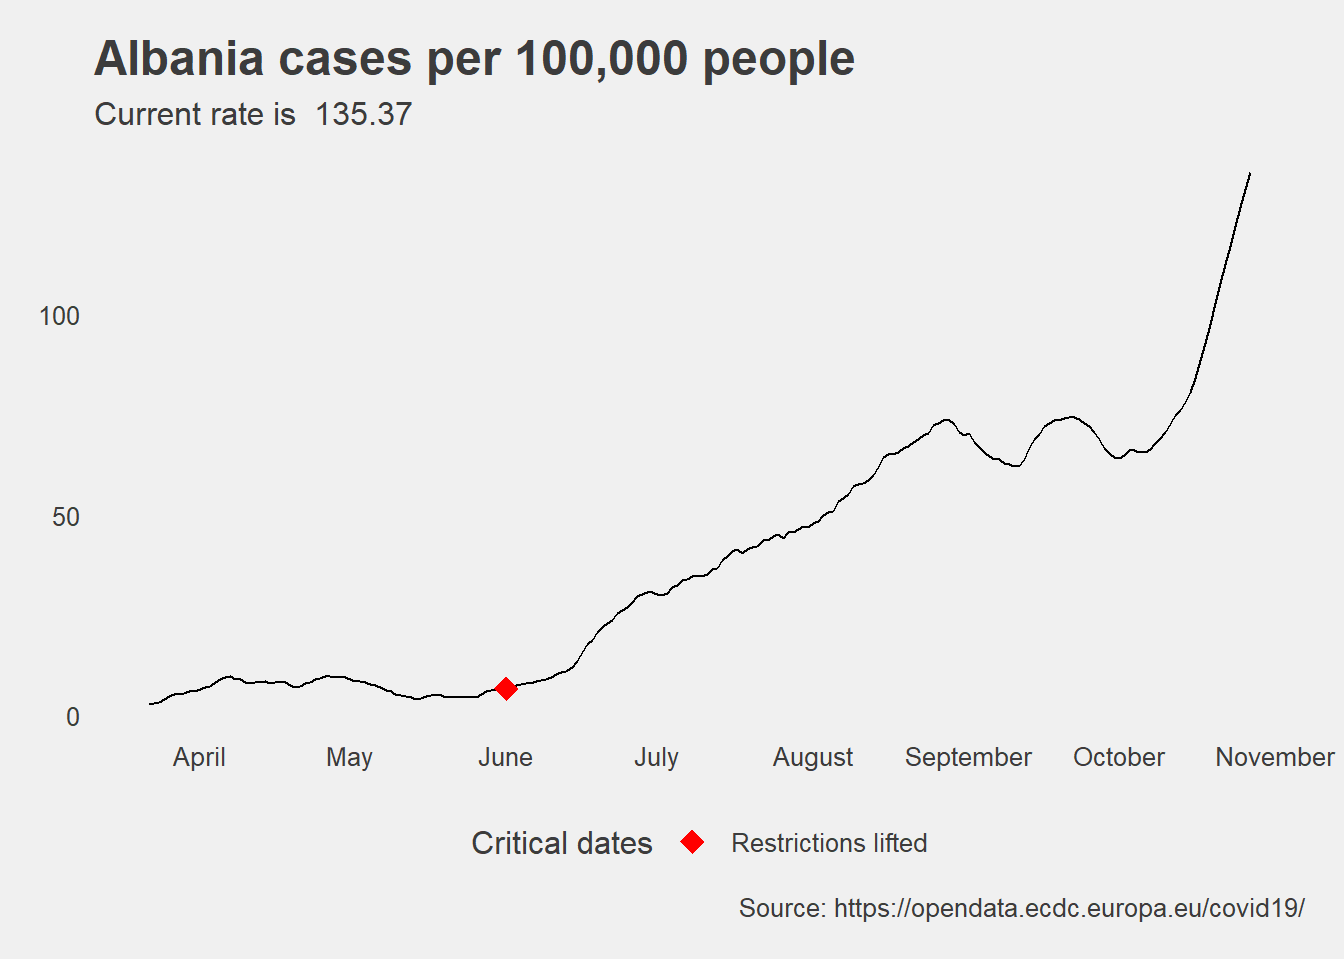 Albania cases per 100,000 people
Current rate is  135.37
100
50
0
April May June July August September October November
Critical dates Restrictions lifted
Source: https://opendata.ecdc.europa.eu/covid19/